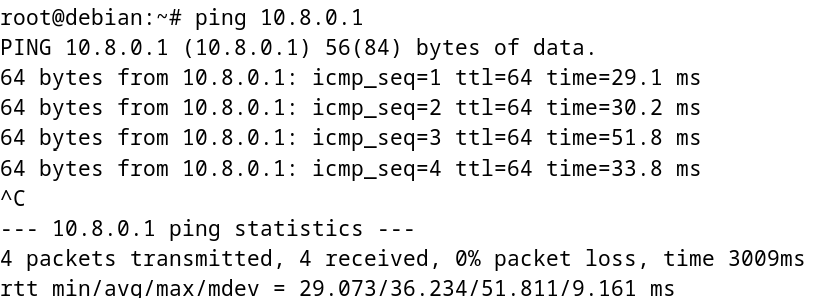 root@debian:~# ping 10.8.0.1
PING 10.8.0.1 (10.8.0.1) 56(84) bytes of data.
64 bytes from 10.8.0.1: icmp_seq=1 ttl=64 time=29.1 ms
64 bytes from 10.8.0.1: icmp_seq=2 ttl=64 time=30.2 ms
64 bytes from 10.8.0.1: icmp_seq=3 ttl=64 time=51.8 ms
64 bytes from 10.8.0.1: icmp_seq=4 ttl=64 time=33.8 ms
^C
--- 10.8.0.1 ping statistics ---
4 packets transmitted, 4 received, 0% packet loss, time 3009ms
rtt min/avg/max/mdev = 29.073/36.234/51.811/9.161 ms